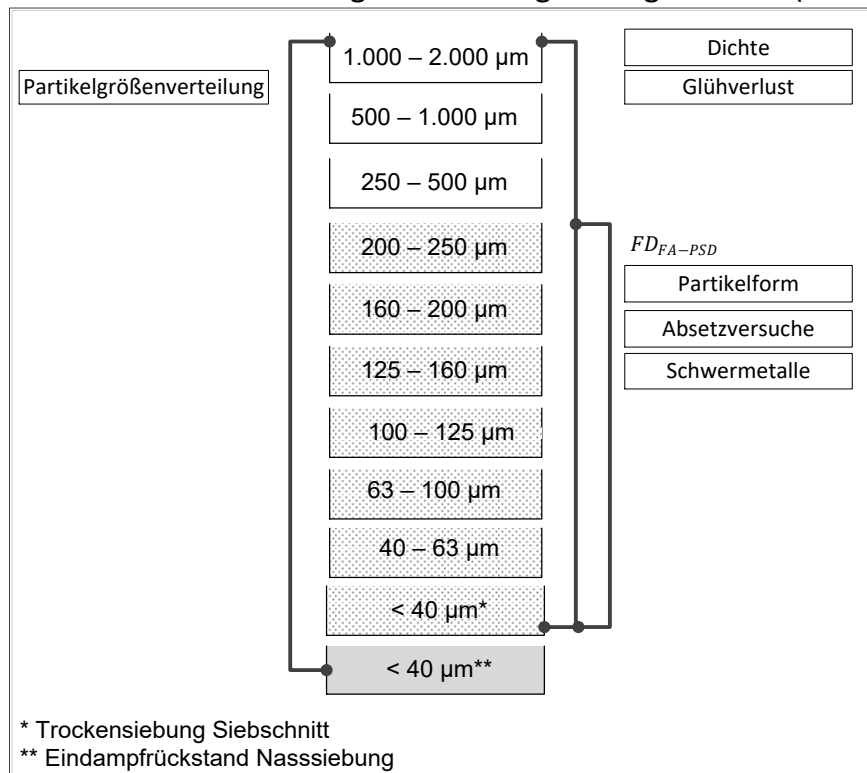 Partikelgrößenverteilung
1.000 – 2.000 µm
500 – 1.000 µm
250 – 500 µm
200 – 250 µm
160 – 200 µm
125 – 160 µm
100 – 125 µm
63 – 100 µm
40 – 63 µm
< 40 µm*
< 40 µm**
Dichte
Glühverlust
FD_{FA-PSD}
Partikelform
Absetzversuche
Schwermetalle
* Trockensiebung Siebschnitt
** Eindampfrückstand Nasssiebung